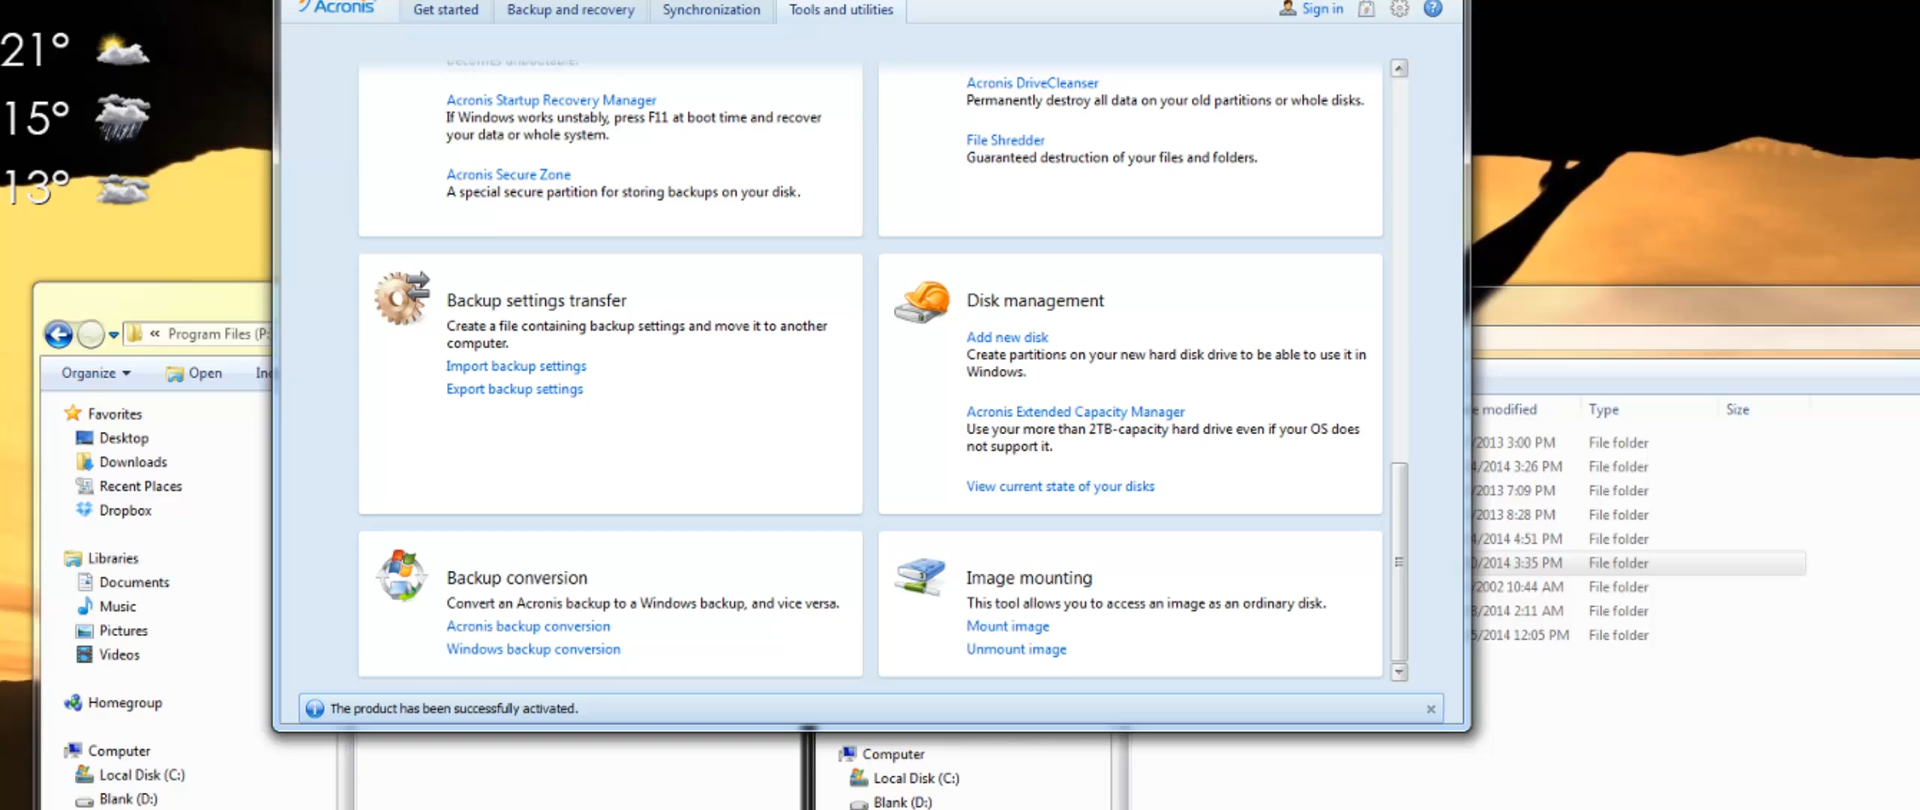 Acronis
Get started
Backup and recovery
Synchronization
Tools and utilities
Sign in
21°
15°
13°
becomes unbootable.
Acronis Startup Recovery Manager
If Windows works unstably, press F11 at boot time and recover
your data or whole system.
Acronis Secure Zone
A special secure partition for storing backups on your disk.
Acronis DriveCleanser
Permanently destroy all data on your old partitions or whole disks.
File Shredder
Guaranteed destruction of your files and folders.
Backup settings transfer
Create a file containing backup settings and move it to another
computer.
Import backup settings
Export backup settings
Disk management
Add new disk
Create partitions on your new hard disk drive to be able to use it in
Windows.
Acronis Extended Capacity Manager
Use your more than 2TB-capacity hard drive even if your OS does
not support it.
View current state of your disks
Backup conversion
Convert an Acronis backup to a Windows backup, and vice versa.
Acronis backup conversion
Windows backup conversion
Image mounting
This tool allows you to access an image as an ordinary disk.
Mount image
Unmount image
The product has been successfully activated.
« Program Files (P:
Organize
Open
Inc
Favorites
Desktop
Downloads
Recent Places
Dropbox
Libraries
Documents
Music
Pictures
Videos
Homegroup
Computer
Local Disk (C:)
Blank (D:)
Computer
Local Disk (C:)
Blank (D:)
e modified Type Size
/2013 3:00 PM File folder
4/2014 3:26 PM File folder
/2013 7:09 PM File folder
/2013 8:28 PM File folder
4/2014 4:51 PM File folder
0/2014 3:35 PM File folder
/2002 10:44 AM File folder
8/2014 2:11 AM File folder
5/2014 12:05 PM File folder